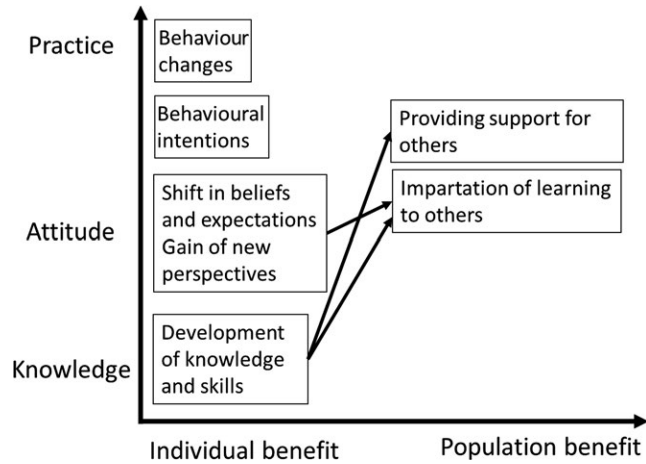 Practice
Behaviour
changes
Behavioural
intentions
Providing support for
others
Attitude
Shift in beliefs
and expectations
Gain of new
perspectives
Impartation of learning
to others
Knowledge
Development
of knowledge
and skills
Individual benefit
Population benefit